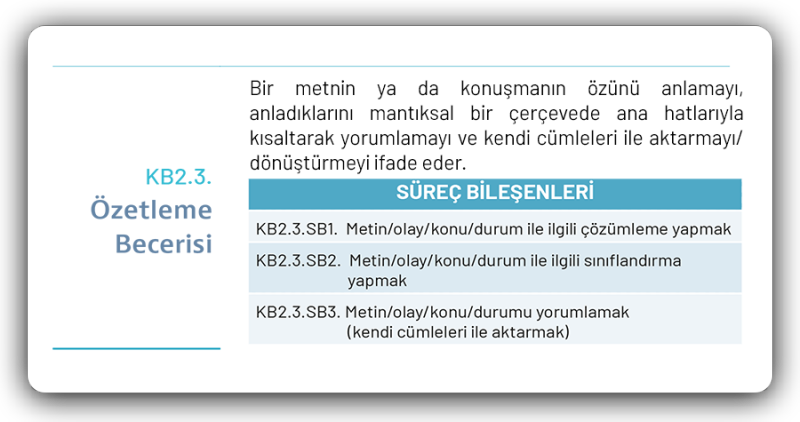 KB2.3.
Özetleme
Becerisi
Bir metnin ya da konuşmanın özünü anlamayı,
anladıklarını mantıksal bir çerçevede ana hatlarıyla
kısaltarak yorumlamayı ve kendi cümleleri ile aktarmayı/
dönüştürmeyi ifade eder.
SÜREÇ BİLEŞENLERİ
KB2.3.SB1. Metin/olay/konu/durum ile ilgili çözümleme yapmak
KB2.3.SB2. Metin/olay/konu/durum ile ilgili sınıflandırma
yapmak
KB2.3.SB3. Metin/olay/konu/durumu yorumlamak
(kendi cümleleri ile aktarmak)